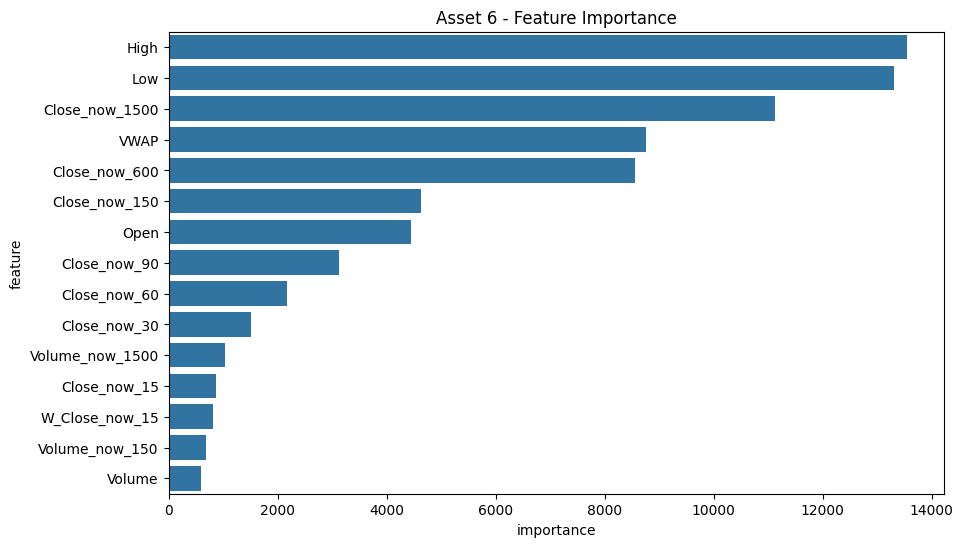 Asset 6 - Feature Importance
High
Low
Close_now_1500
VWAP
Close_now_600
Close_now_150
Open
Close_now_90
Close_now_60
Close_now_30
Volume_now_1500
Close_now_15
W_Close_now_15
Volume_now_150
Volume
feature
0 2000 4000 6000 8000 10000 12000 14000
importance